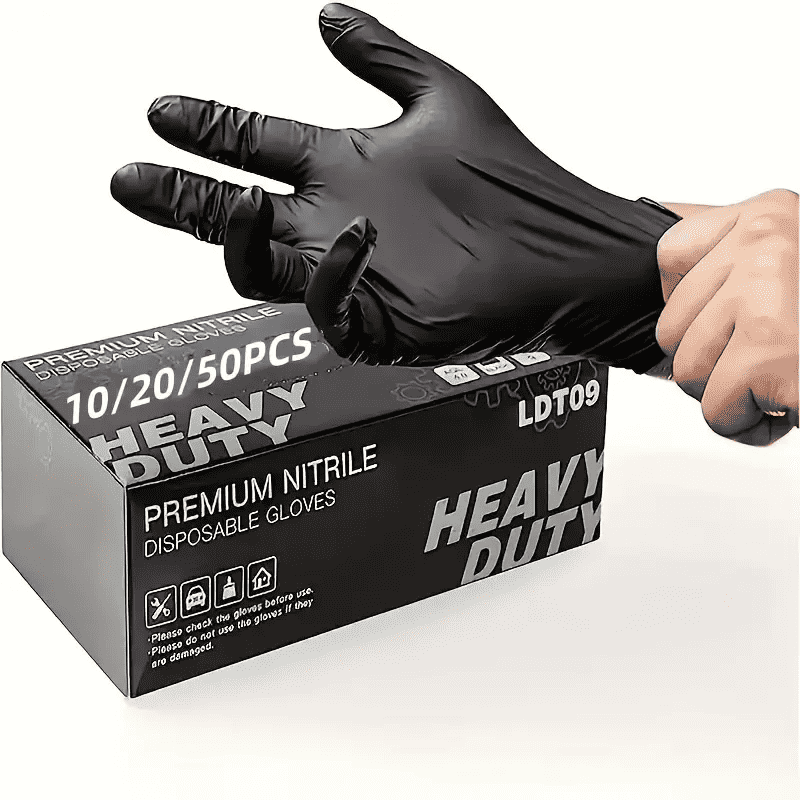 PREMIUM NITRILE
DISPOSABLE GLOVES
10/20/50PCS
HEAVY
DUTY
LDT09
PREMIUM NITRILE
DISPOSABLE GLOVES
HEAVY
DUTY
•Please check the gloves before use.
•Please do not use the gloves if they
are damaged.